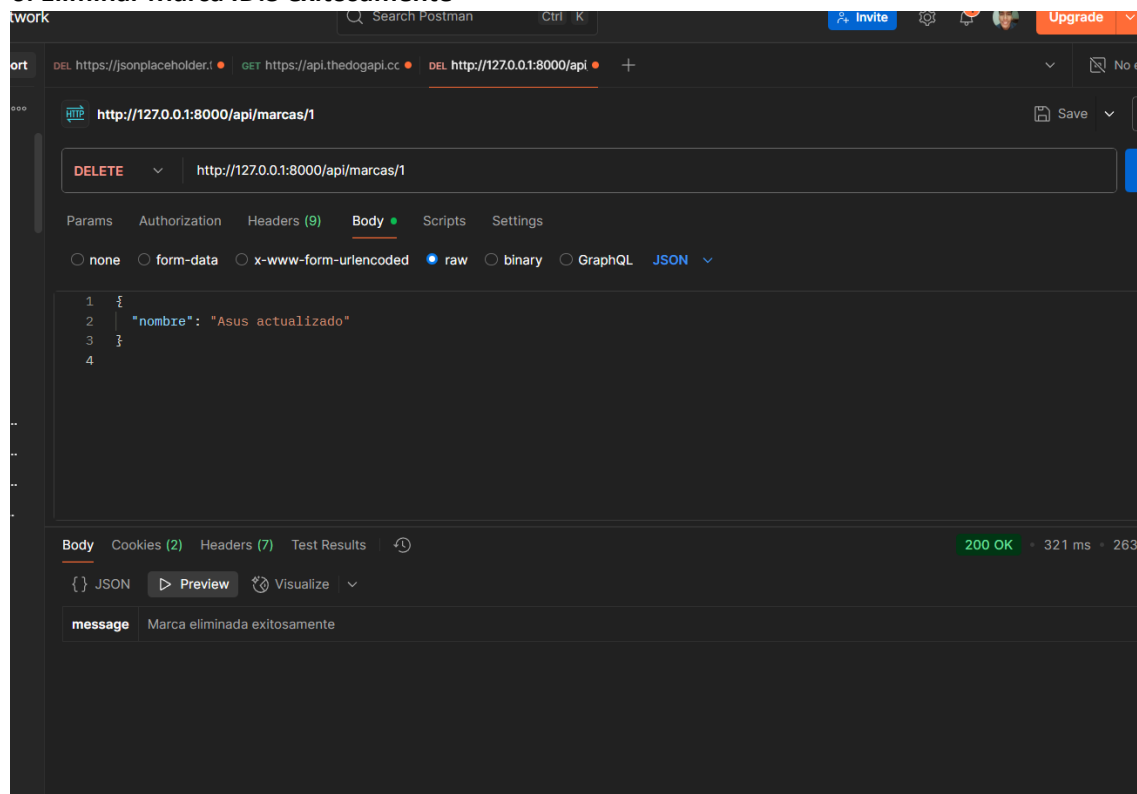 Eliminar Marca
exitosamente
twork
Search Postman
Ctrl K
Invite
Upgrade
ort
DEL https://jsonplaceholder.t
GET https://api.thedogapi.cc
DEL http://127.0.0.1:8000/api
+
No e
HTTP http://127.0.0.1:8000/api/marcas/1
Save
DELETE
http://127.0.0.1:8000/api/marcas/1
Params Authorization Headers (9) Body Scripts Settings
none form-data x-www-form-urlencoded raw binary GraphQL JSON
1 {
2 "nombre": "Asus actualizado"
3 }
4
Body Cookies (2) Headers (7) Test Results
200 OK • 321 ms • 263
{} JSON Preview Visualize
message Marca eliminada exitosamente